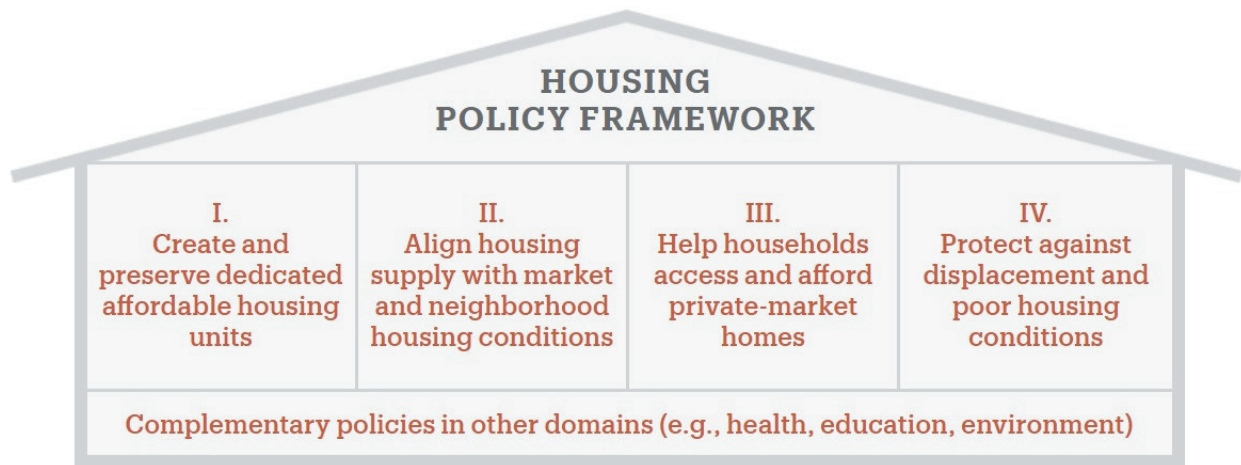 HOUSING
POLICY FRAMEWORK
I.
Create and
preserve dedicated
affordable housing
units
II.
Align housing
supply with market
and neighborhood
housing conditions
III.
Help households
access and afford
private-market
homes
IV.
Protect against
displacement and
poor housing
conditions
Complementary policies in other domains (e.g., health, education, environment)